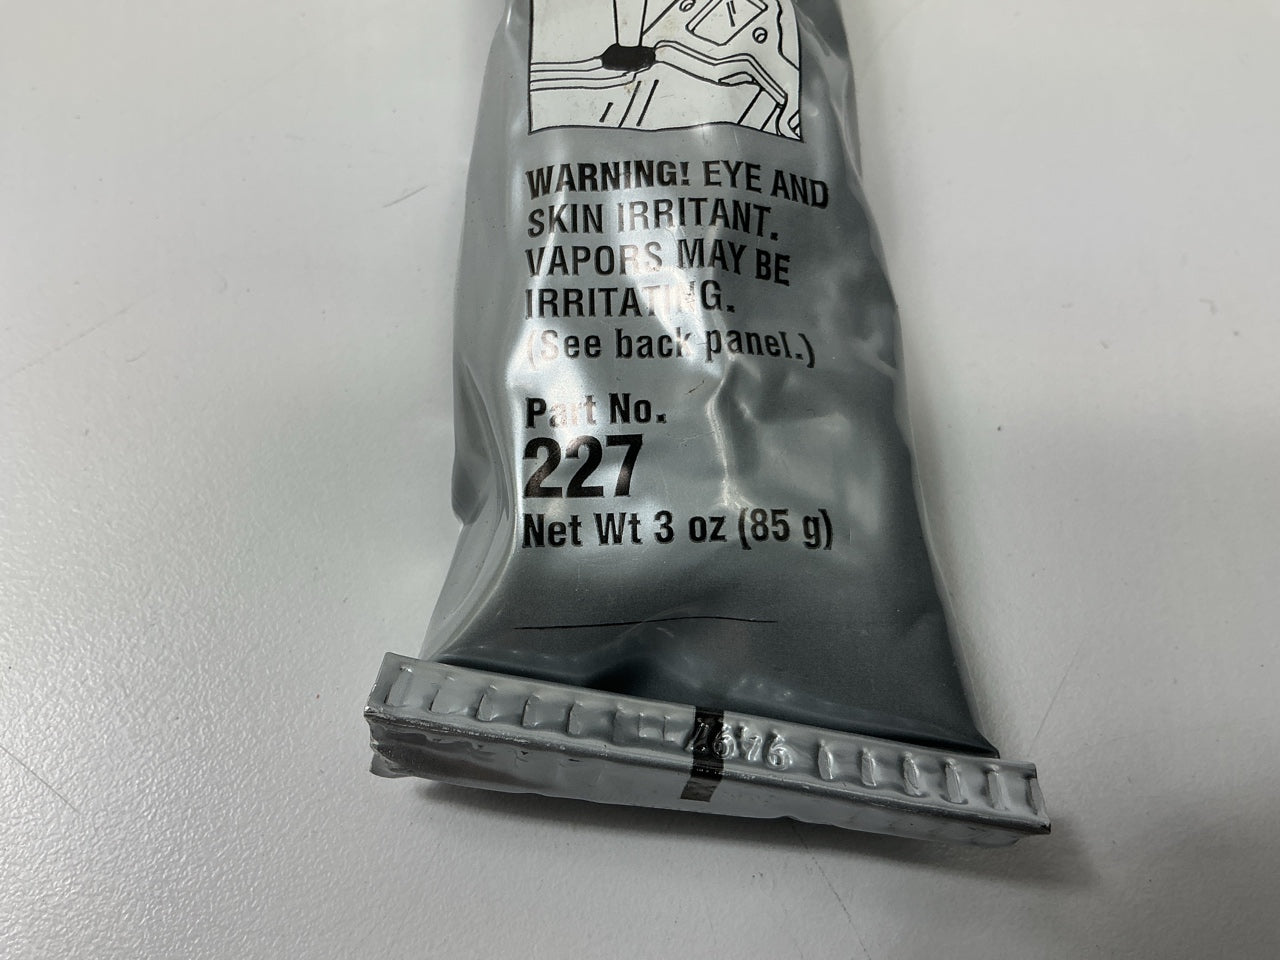 WARNING! EYE AND
SKIN IRRITANT.
VAPORS MAY BE
IRRITATING.
(See back panel.)
Part No.
227
Net Wt 3 oz (85 g)